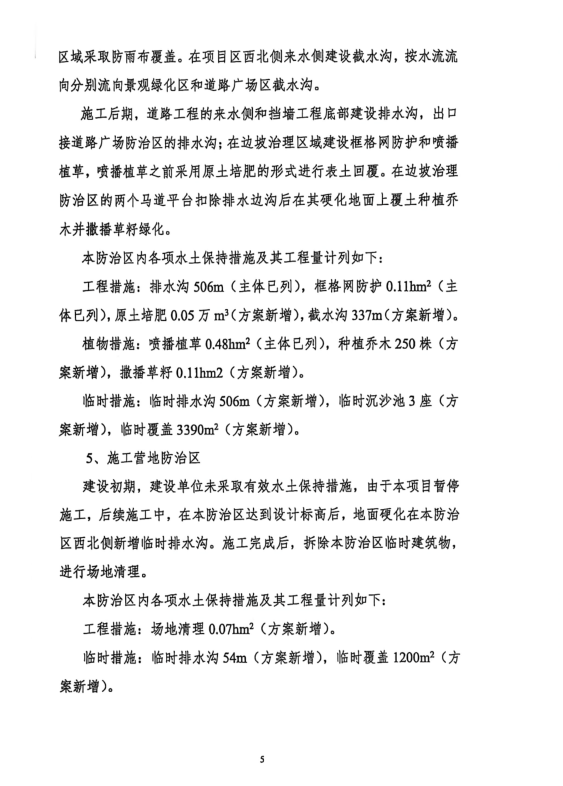 区域采取防雨布覆盖。在项目区西北侧来水侧建设截水沟，按水流流
向分别流向景观绿化区和道路广场区截水沟。
施工后期，道路工程的来水侧和挡墙工程底部建设排水沟，出口
接道路广场防治区的排水沟；在边坡治理区域建设框格网防护和喷播
植草，喷播植草之前采用原土培肥的形式进行表土回覆。在边坡治理
防治区的两个马道平台扣除排水边沟后在其硬化地面上覆土种植乔
木并撒播草籽绿化。
本防治区内各项水土保持措施及其工程量计列如下：
工程措施：排水沟 506m（主体已列），框格网防护 0.11hm²（主
体已列），原土培肥 0.05 万 m³（方案新增），截水沟 337m（方案新增）。
植物措施：喷播植草 0.48hm²（主体已列），种植乔木 250 株（方
案新增），撒播草籽 0.11hm2（方案新增）。
临时措施：临时排水沟 506m（方案新增），临时沉沙池 3 座（方
案新增），临时覆盖 3390m²（方案新增）。
5、施工营地防治区
建设初期，建设单位未采取有效水土保持措施，由于本项目暂停
施工，后续施工中，在本防治区达到设计标高后，地面硬化在本防治
区西北侧新增临时排水沟。施工完成后，拆除本防治区临时建筑物，
进行场地清理。
本防治区内各项水土保持措施及其工程量计列如下：
工程措施：场地清理 0.07hm²（方案新增）。
临时措施：临时排水沟 54m（方案新增），临时覆盖 1200m²（方
案新增）。
5